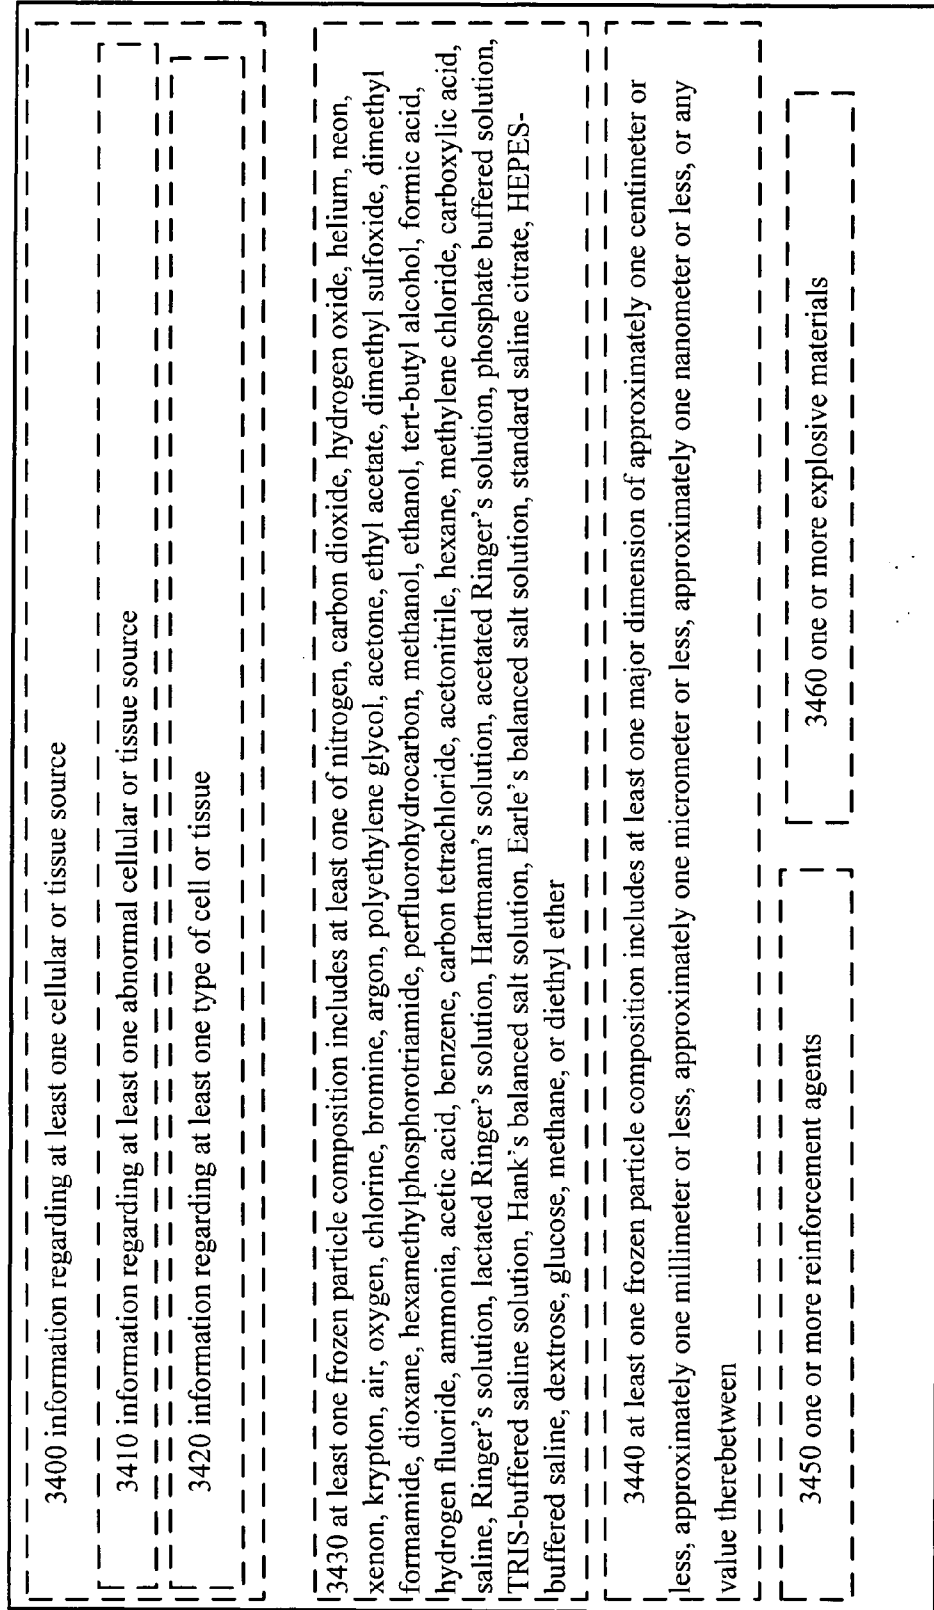 3400 information regarding at least one cellular or tissue source
3410 information regarding at least one abnormal cellular or tissue source
3420 information regarding at least one type of cell or tissue
3430 at least one frozen particle composition includes at least one of nitrogen, carbon dioxide, hydrogen oxide, helium, neon,
xenon, krypton, air, oxygen, chlorine, bromine, argon, polyethylene glycol, acetone, ethyl acetate, dimethyl sulfoxide, dimethyl
formamide, dioxane, hexamethylphosphorotriamide, perfluorohydrocarbon, methanol, ethanol, tert-butyl alcohol, formic acid,
hydrogen fluoride, ammonia, acetic acid, benzene, carbon tetrachloride, acetonitrile, hexane, methylene chloride, carboxylic acid,
saline, Ringer's solution, lactated Ringer's solution, Hartmann's solution, acetated Ringer's solution, phosphate buffered solution,
TRIS-buffered saline solution, Hank's balanced salt solution, Earle's balanced salt solution, standard saline citrate, HEPES-
buffered saline, dextrose, glucose, methane, or diethyl ether
3440 at least one frozen particle composition includes at least one major dimension of approximately one centimeter or
less, approximately one millimeter or less, approximately one micrometer or less, approximately one nanometer or less, or any
value therebetween
3450 one or more reinforcement agents
3460 one or more explosive materials